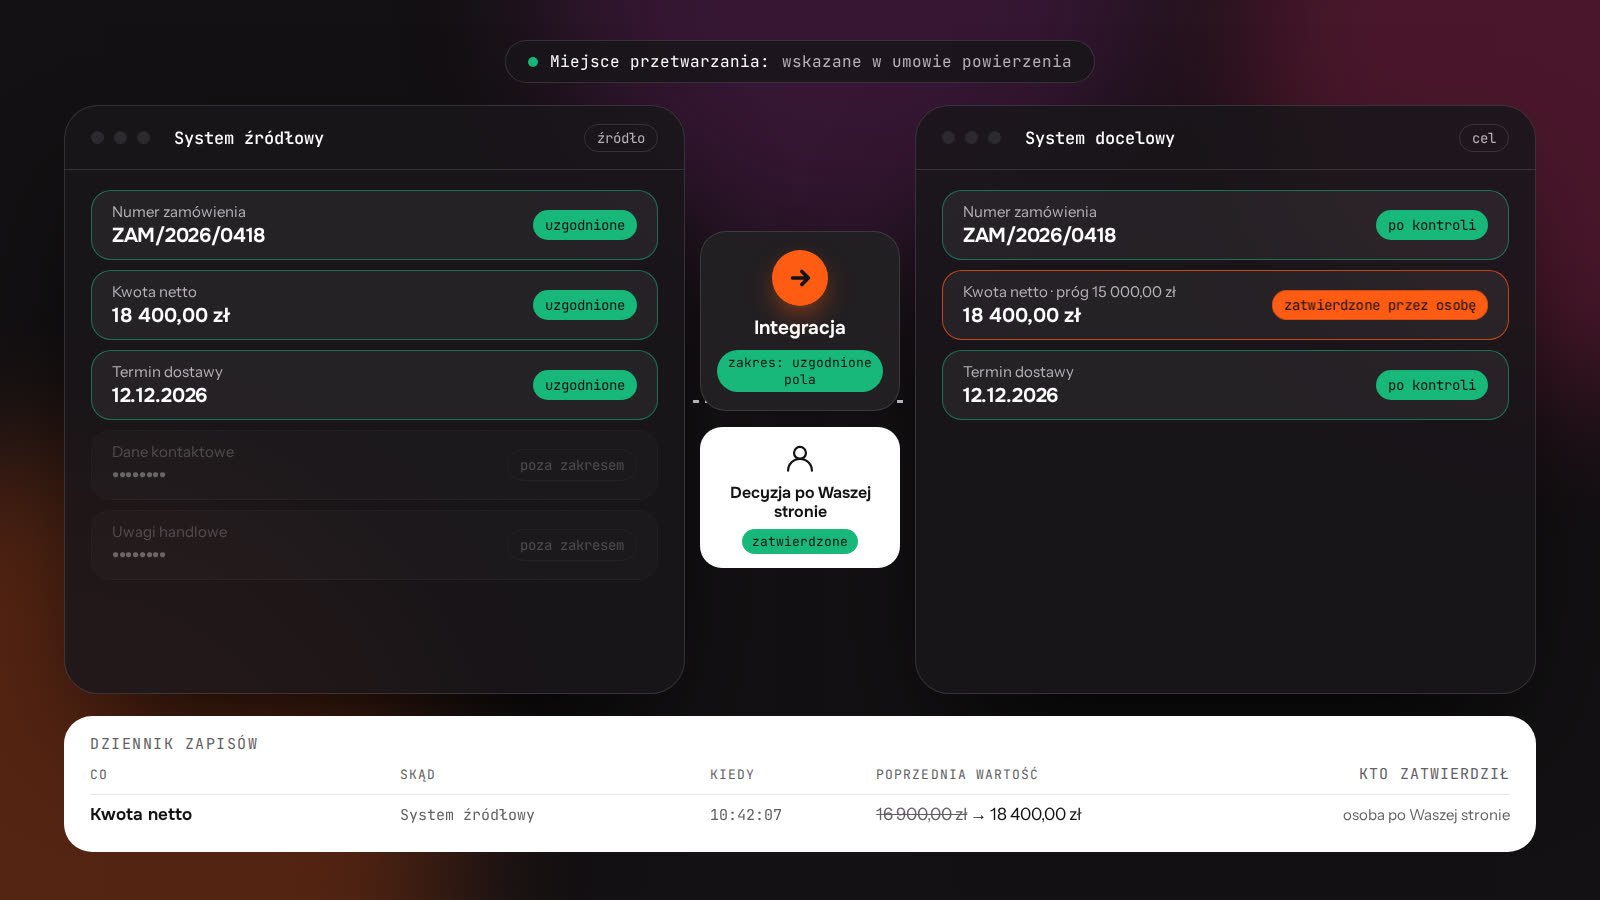 Miejsce przetwarzania: wskazane w umowie powierzenia
System źródłowy
źródło
Numer zamówienia
ZAM/2026/0418
uzgodnione
Kwota netto
18 400,00 zł
uzgodnione
Termin dostawy
12.12.2026
uzgodnione
Dane kontaktowe
••••••••
poza zakresem
Uwagi handlowe
••••••••
poza zakresem
Integracja
zakres: uzgodnione
pola
Decyzja po Waszej
stronie
zatwierdzone
System docelowy
cel
Numer zamówienia
ZAM/2026/0418
po kontroli
Kwota netto · próg 15 000,00 zł
18 400,00 zł
zatwierdzone przez osobę
Termin dostawy
12.12.2026
po kontroli
DZIENNIK ZAPISÓW
CO SKĄD KIEDY POPRZEDNIA WARTOŚĆ KTO ZATWIERDZIŁ
Kwota netto System źródłowy 10:42:07 16 900,00 zł → 18 400,00 zł osoba po Waszej stronie